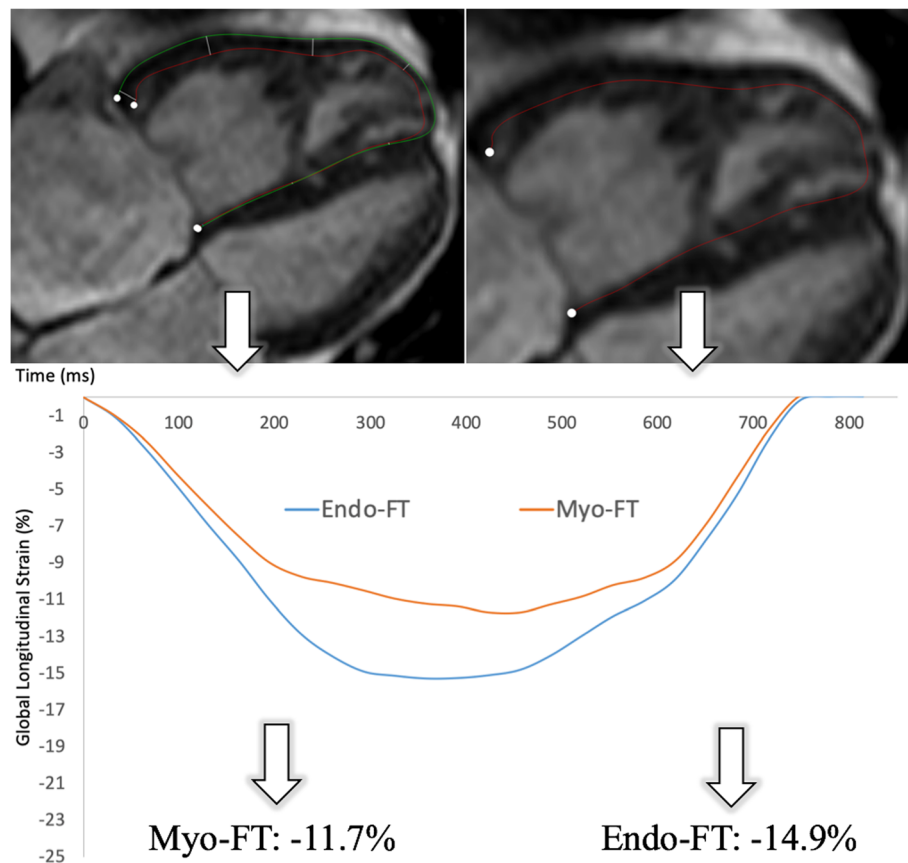 Time (ms)
-1
0 100 200 300 400 500 600 700 800
-3
-5
Endo-FT Myo-FT
-7
-9
-11
-13
-15
-17
-19
-21
-23
-25
Global Longitudinal Strain (%)
Myo-FT: -11.7% Endo-FT: -14.9%